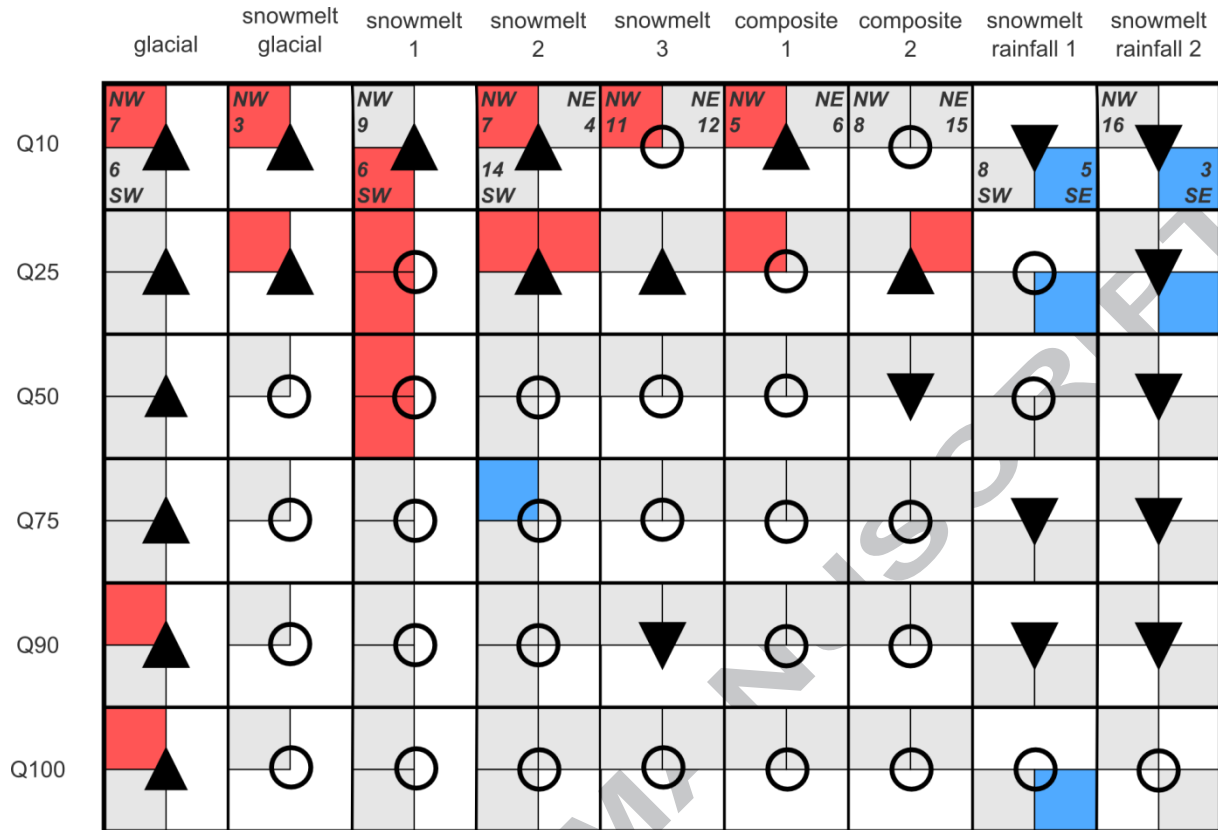 glacial
snowmelt
glacial
snowmelt
1
snowmelt
2
snowmelt
3
composite
1
composite
2
snowmelt
rainfall 1
snowmelt
rainfall 2
Q10
NW
7
6
SW
NW
3
NW
9
6
SW
NW
7
NE
4
14
SW
NW
11
NE
12
NW
5
NE
6
NW
8
NE
15
8
SW
5
SE
NW
16
3
SE
Q25
Q50
Q75
Q90
Q100
MANUSCRIPT